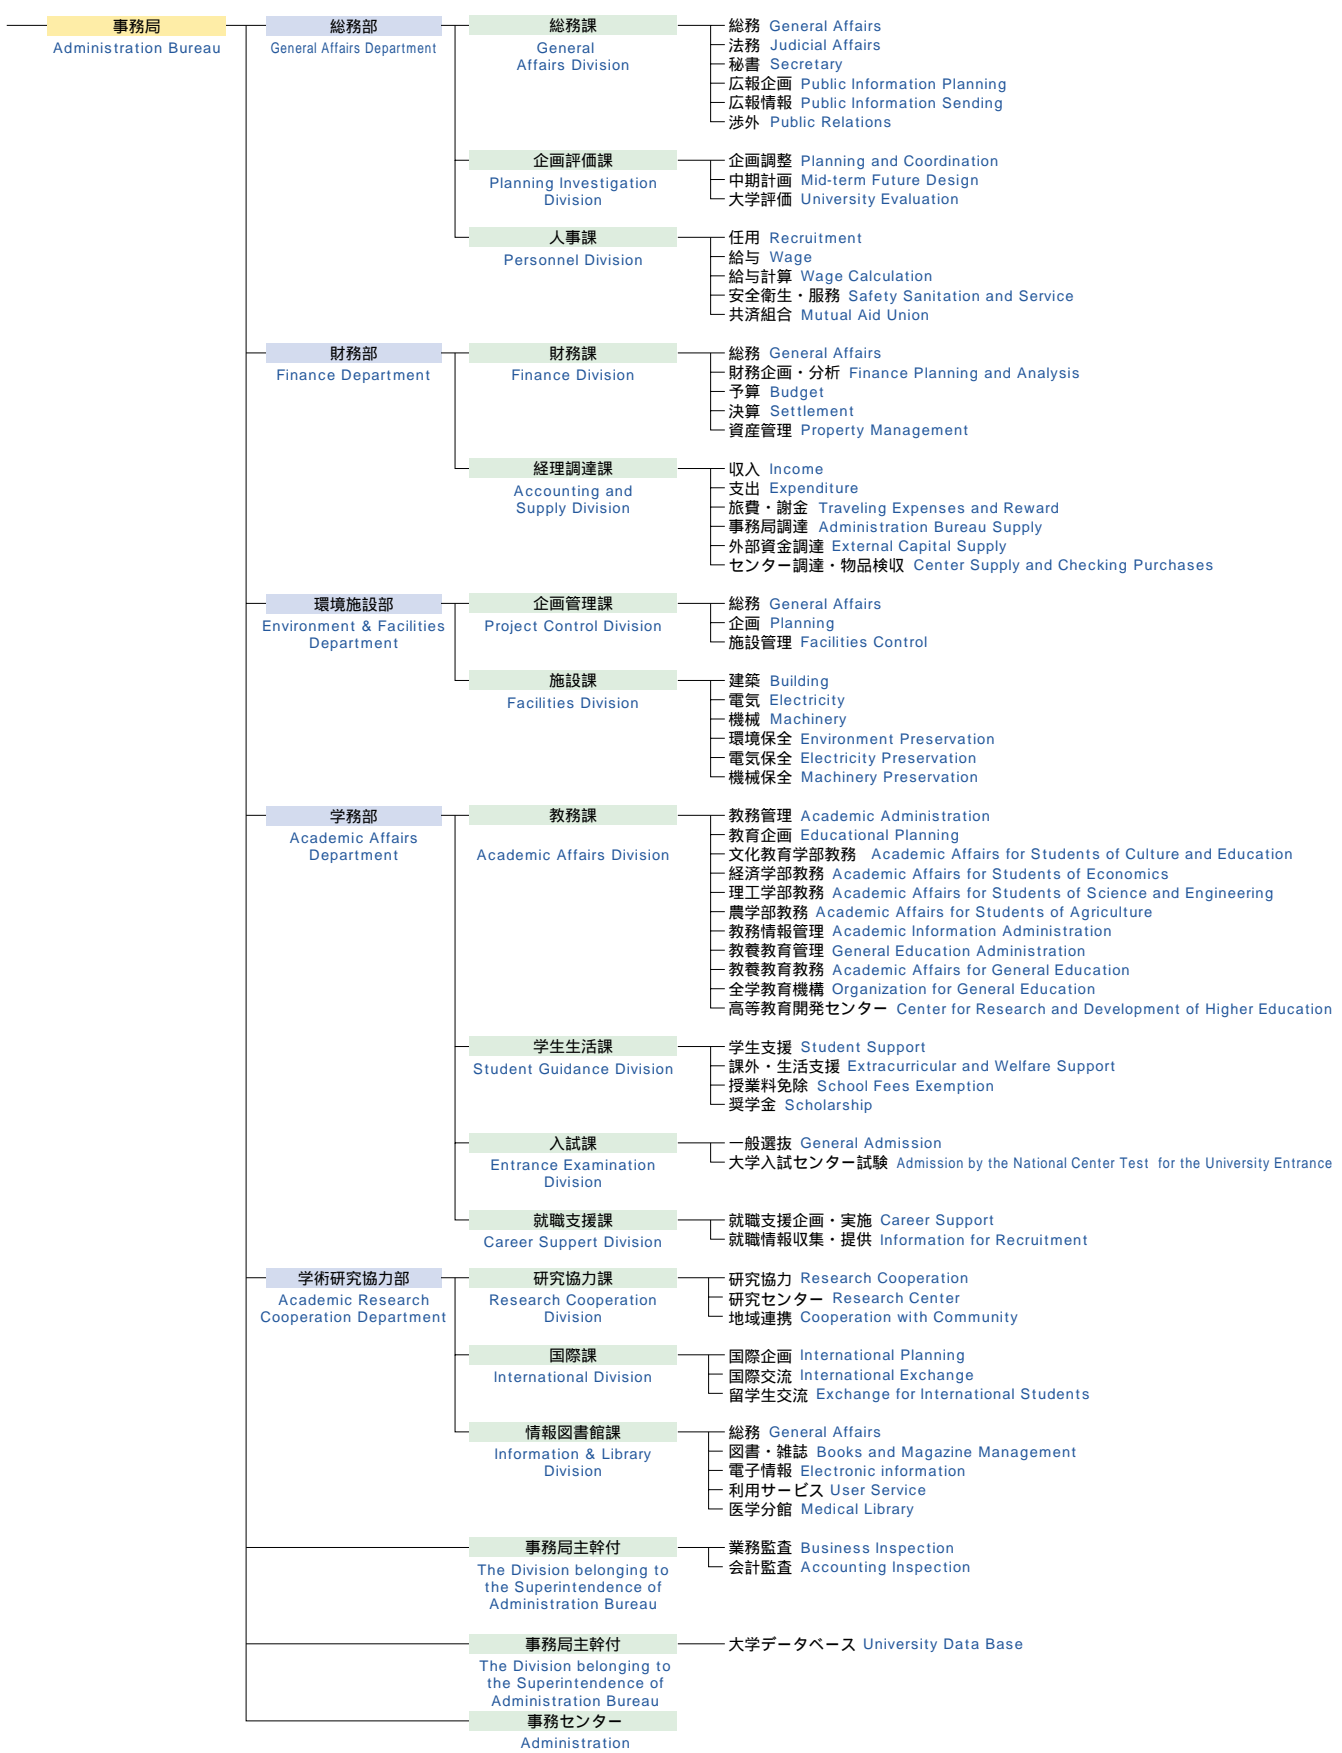 事務局
Administration Bureau
総務部
General Affairs Department
総務課
General
Affairs Division
総務 General Affairs
法務 Judicial Affairs
秘書 Secretary
広報企画 Public Information Planning
広報情報 Public Information Sending
渉外 Public Relations
企画評価課
Planning Investigation
Division
企画調整 Planning and Coordination
中期計画 Mid-term Future Design
大学評価 University Evaluation
人事課
Personnel Division
任用 Recruitment
給与 Wage
給与計算 Wage Calculation
安全衛生・服務 Safety Sanitation and Service
共済組合 Mutual Aid Union
財務部
Finance Department
財務課
Finance Division
総務 General Affairs
財務企画・分析 Finance Planning and Analysis
予算 Budget
決算 Settlement
資産管理 Property Management
経理調達課
Accounting and
Supply Division
収入 Income
支出 Expenditure
旅費・謝金 Traveling Expenses and Reward
事務局調達 Administration Bureau Supply
外部資金調達 External Capital Supply
センター調達・物品検収 Center Supply and Checking Purchases
環境施設部
Environment & Facilities
Department
企画管理課
Project Control Division
総務 General Affairs
企画 Planning
施設管理 Facilities Control
施設課
Facilities Division
建築 Building
電気 Electricity
機械 Machinery
環境保全 Environment Preservation
電気保全 Electricity Preservation
機械保全 Machinery Preservation
学務部
Academic Affairs
Department
教務課
Academic Affairs Division
教務管理 Academic Administration
教育企画 Educational Planning
文化教育学部教務 Academic Affairs for Students of Culture and Education
経済学部教務 Academic Affairs for Students of Economics
理工学部教務 Academic Affairs for Students of Science and Engineering
農学部教務 Academic Affairs for Students of Agriculture
教務情報管理 Academic Information Administration
教養教育管理 General Education Administration
教養教育教務 Academic Affairs for General Education
全学教育機構 Organization for General Education
高等教育開発センター Center for Research and Development of Higher Education
学生生活課
Student Guidance Division
学生支援 Student Support
課外・生活支援 Extracurricular and Welfare Support
授業料免除 School Fees Exemption
奨学金 Scholarship
入試課
Entrance Examination
Division
一般選抜 General Admission
大学入試センター試験 Admission by the National Center Test for the University Entrance
就職支援課
Career Suppert Division
就職支援企画・実施 Career Support
就職情報収集・提供 Information for Recruitment
学術研究協力部
Academic Research
Cooperation Department
研究協力課
Research Cooperation
Division
研究協力 Research Cooperation
研究センター Research Center
地域連携 Cooperation with Community
国際課
International Division
国際企画 International Planning
国際交流 International Exchange
留学生交流 Exchange for International Students
情報図書館課
Information & Library
Division
総務 General Affairs
図書・雑誌 Books and Magazine Management
電子情報 Electronic information
利用サービス User Service
医学分館 Medical Library
事務局主幹付
The Division belonging to
the Superintendence of
Administration Bureau
業務監査 Business Inspection
会計監査 Accounting Inspection
事務局主幹付
The Division belonging to
the Superintendence of
Administration Bureau
大学データベース University Data Base
事務センター
Administration